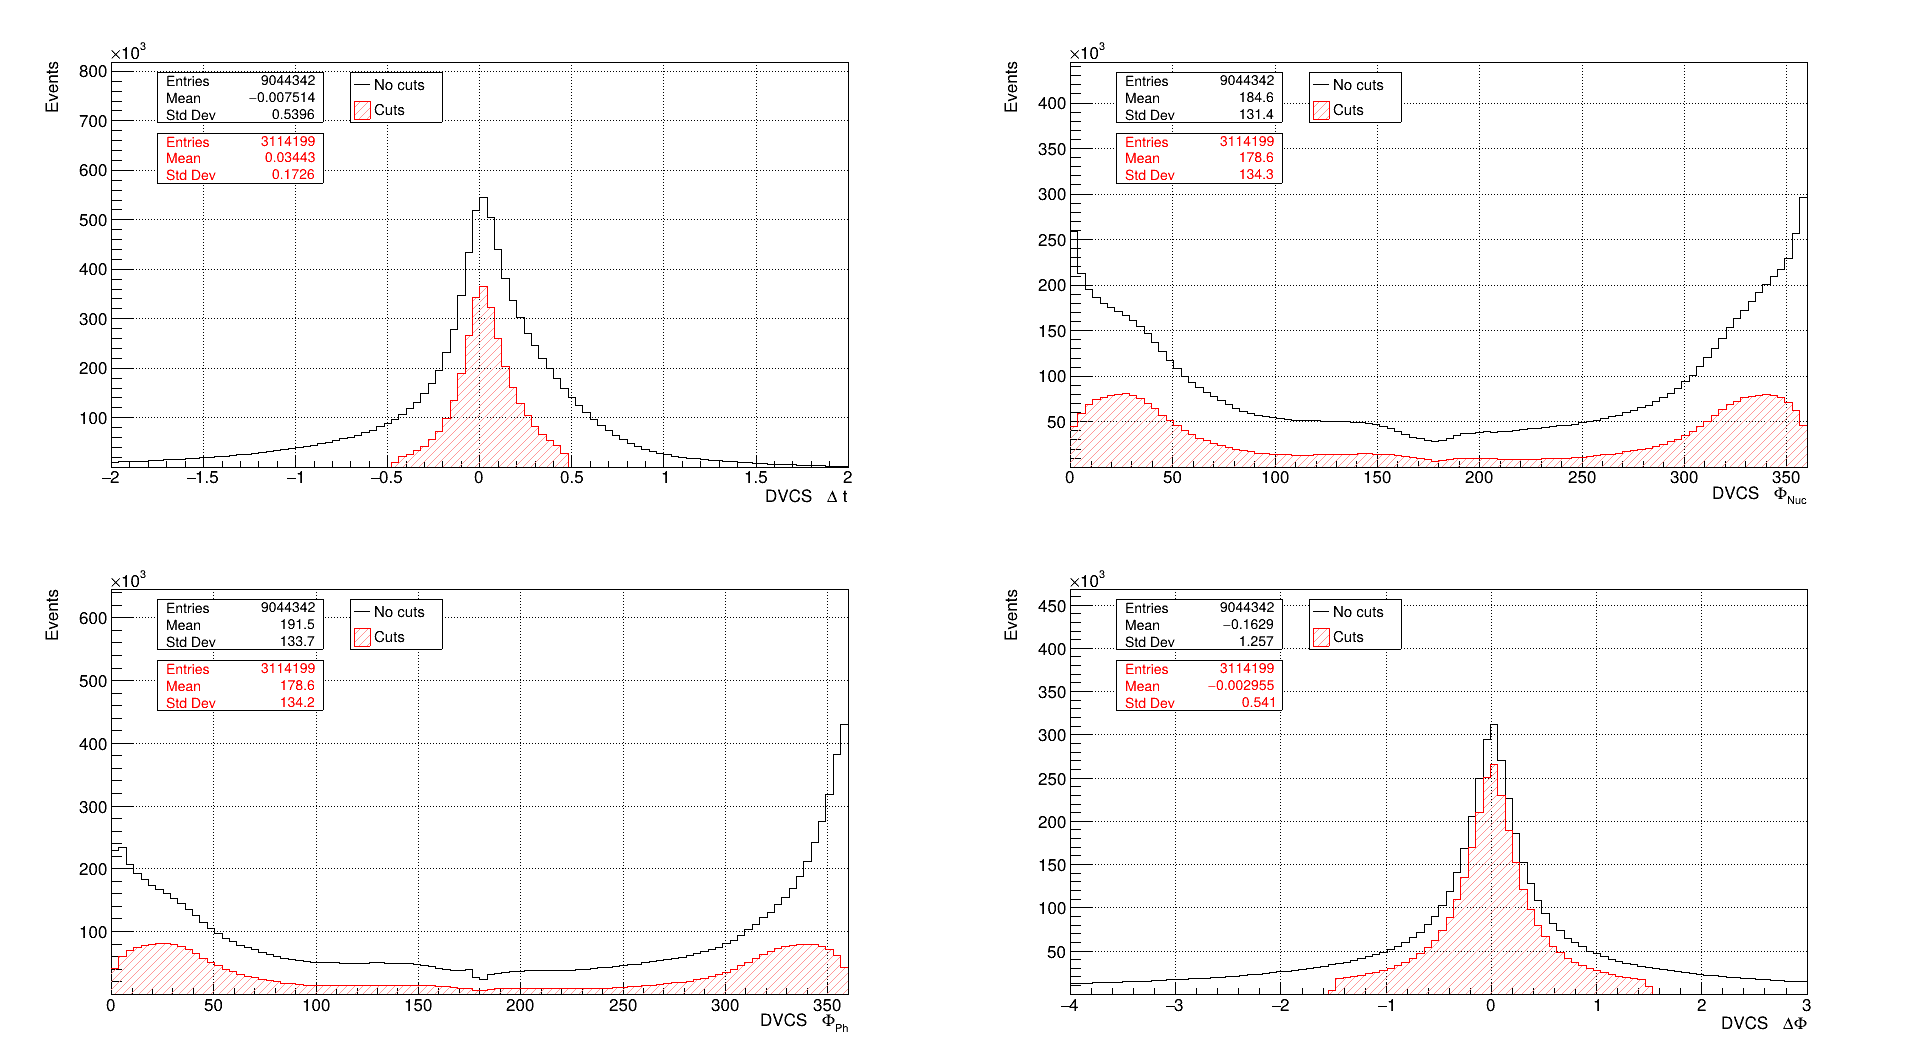 ×10³
Events
800
700
600
500
400
300
200
100
Entries 9044342
Mean −0.007514
Std Dev 0.5396
Entries 3114199
Mean 0.03443
Std Dev 0.1726
No cuts
Cuts
−2 −1.5 −1 −0.5 0 0.5 1 1.5 2
DVCS Δ t
×10³
Events
400
350
300
250
200
150
100
50
Entries 9044342
Mean 184.6
Std Dev 131.4
Entries 3114199
Mean 178.6
Std Dev 134.3
No cuts
Cuts
0 50 100 150 200 250 300 350
DVCS Φ_Nuc
×10³
Events
600
500
400
300
200
100
Entries 9044342
Mean 191.5
Std Dev 133.7
Entries 3114199
Mean 178.6
Std Dev 134.2
No cuts
Cuts
0 50 100 150 200 250 300 350
DVCS Φ_Ph
×10³
Events
450
400
350
300
250
200
150
100
50
Entries 9044342
Mean −0.1629
Std Dev 1.257
Entries 3114199
Mean −0.002955
Std Dev 0.541
No cuts
Cuts
−4 −3 −2 −1 0 1 2 3
DVCS ΔΦ